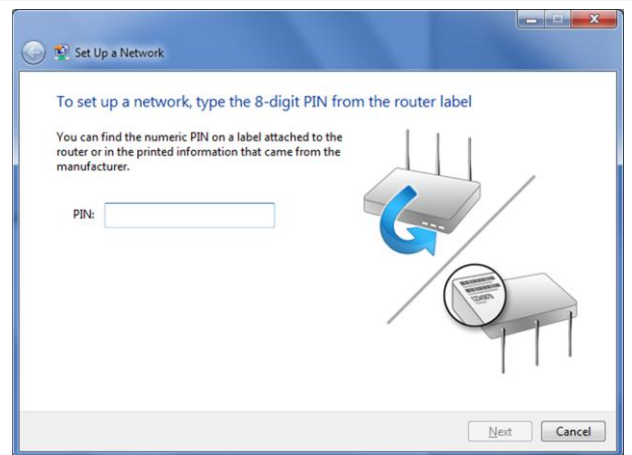 Set Up a Network
To set up a network, type the 8-digit PIN from the router label
You can find the numeric PIN on a label attached to the
router or in the printed information that came from the
manufacturer.
PIN:
12345670
Next
Cancel